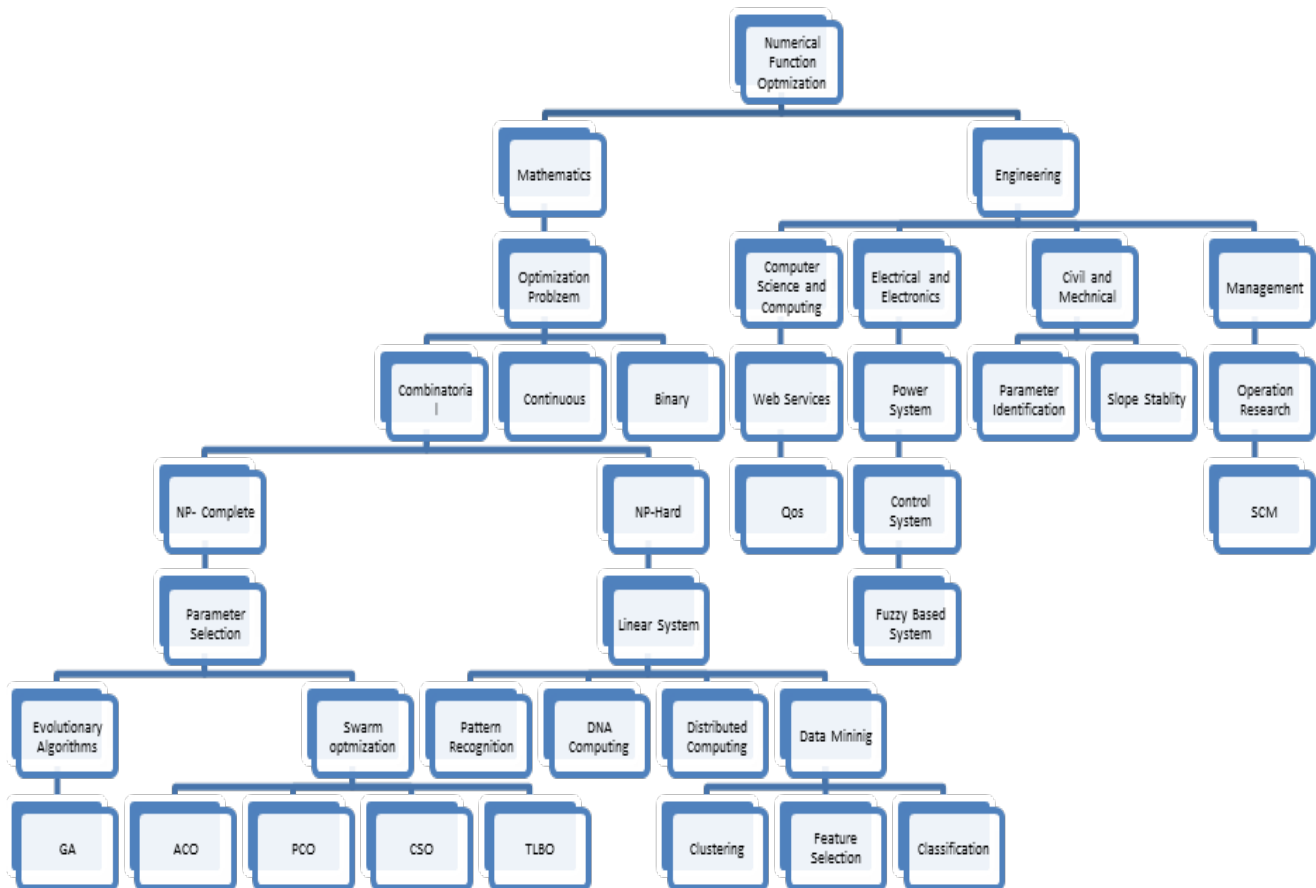 Numerical
Function
Optmization
Mathematics
Engineering
Optimization
Problzem
Computer
Science and
Computing
Electrical and
Electronics
Civil and
Mechnical
Management
Combinatoria
l
Continuous
Binary
Web Services
Power
System
Parameter
Identification
Slope Stablity
Operation
Research
NP- Complete
NP-Hard
Qos
Control
System
SCM
Parameter
Selection
Linear System
Fuzzy Based
System
Evolutionary
Algorithms
Swarm
optmization
Pattern
Recognition
DNA
Computing
Distributed
Computing
Data Mininig
GA
ACO
PCO
CSO
TLBO
Clustering
Feature
Selection
Classification